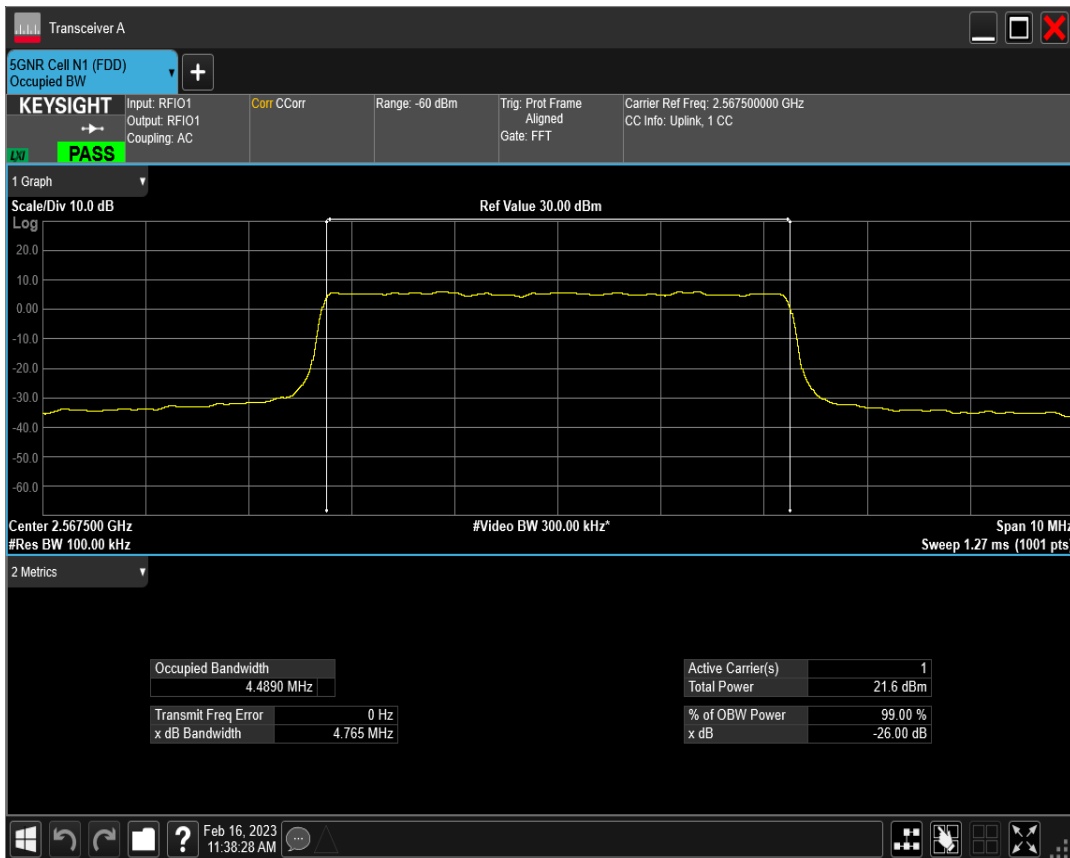 Transceiver A
5GNR Cell N1 (FDD)
Occupied BW
+
KEYSIGHT
LXI
PASS
Input: RFIO1
Output: RFIO1
Coupling: AC
Corr CCorr
Range: -60 dBm
Trig: Prot Frame
Aligned
Gate: FFT
Carrier Ref Freq: 2.567500000 GHz
CC Info: Uplink, 1 CC
1 Graph
Scale/Div 10.0 dB
Ref Value 30.00 dBm
Log
20.0
10.0
0.00
-10.0
-20.0
-30.0
-40.0
-50.0
-60.0
Center 2.567500 GHz
#Video BW 300.00 kHz*
Span 10 MHz
#Res BW 100.00 kHz
Sweep 1.27 ms (1001 pts)
2 Metrics
Occupied Bandwidth
4.4890 MHz
Transmit Freq Error 0 Hz
x dB Bandwidth 4.765 MHz
Active Carrier(s) 1
Total Power 21.6 dBm
% of OBW Power 99.00 %
x dB -26.00 dB
?
Feb 16, 2023
11:38:28 AM